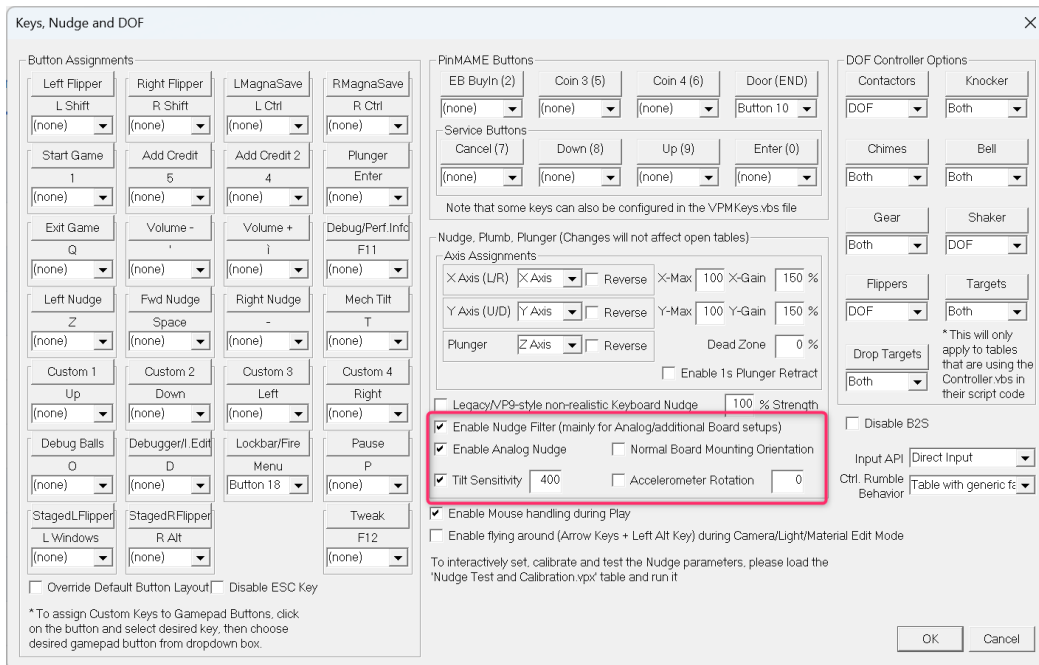 Keys, Nudge and DOF
Button Assignments
Left Flipper Right Flipper LMagnaSave RMagnaSave
L Shift R Shift L Ctrl R Ctrl
(none) (none) (none) (none)
Start Game Add Credit Add Credit 2 Plunger
1 5 4 Enter
(none) (none) (none) (none)
Exit Game Volume - Volume + Debug/Perf.Info
Q ' ì F11
(none) (none) (none) (none)
Left Nudge Fwd Nudge Right Nudge Mech Tilt
Z Space - T
(none) (none) (none) (none)
Custom 1 Custom 2 Custom 3 Custom 4
Up Down Left Right
(none) (none) (none) (none)
Debug Balls Debugger/I.Edit Lockbar/Fire Pause
O D Menu P
(none) (none) Button 18 (none)
StagedLFlipper StagedRFlipper Tweak
L Windows R Alt F12
(none) (none) (none)
Override Default Button Layout Disable ESC Key
* To assign Custom Keys to Gamepad Buttons, click
on the button and select desired key, then choose
desired gamepad button from dropdown box.
PinMAME Buttons
EB BuyIn (2) Coin 3 (5) Coin 4 (6) Door (END)
(none) (none) (none) Button 10
Service Buttons
Cancel (7) Down (8) Up (9) Enter (0)
(none) (none) (none) (none)
Note that some keys can also be configured in the VPMKeys.vbs file
Nudge, Plumb, Plunger (Changes will not affect open tables)
Axis Assignments
X Axis (L/R) X Axis Reverse X-Max 100 X-Gain 150 %
Y Axis (U/D) Y Axis Reverse Y-Max 100 Y-Gain 150 %
Plunger Z Axis Reverse Dead Zone 0 %
Enable 1s Plunger Retract
Legacy/VP9-style non-realistic Keyboard Nudge 100 % Strength
Enable Nudge Filter (mainly for Analog/additional Board setups)
Enable Analog Nudge Normal Board Mounting Orientation
Tilt Sensitivity 400 Accelerometer Rotation 0
Enable Mouse handling during Play
Enable flying around (Arrow Keys + Left Alt Key) during Camera/Light/Material Edit Mode
To interactively set, calibrate and test the Nudge parameters, please load the
'Nudge Test and Calibration.vpx' table and run it
DOF Controller Options
Contactors Knocker
DOF Both
Chimes Bell
Both Both
Gear Shaker
Both DOF
Flippers Targets
DOF Both
Drop Targets
Both
* This will only
apply to tables
that are using the
Controller.vbs in
their script code
Disable B2S
Input API Direct Input
Ctrl. Rumble
Behavior Table with generic fa
OK Cancel